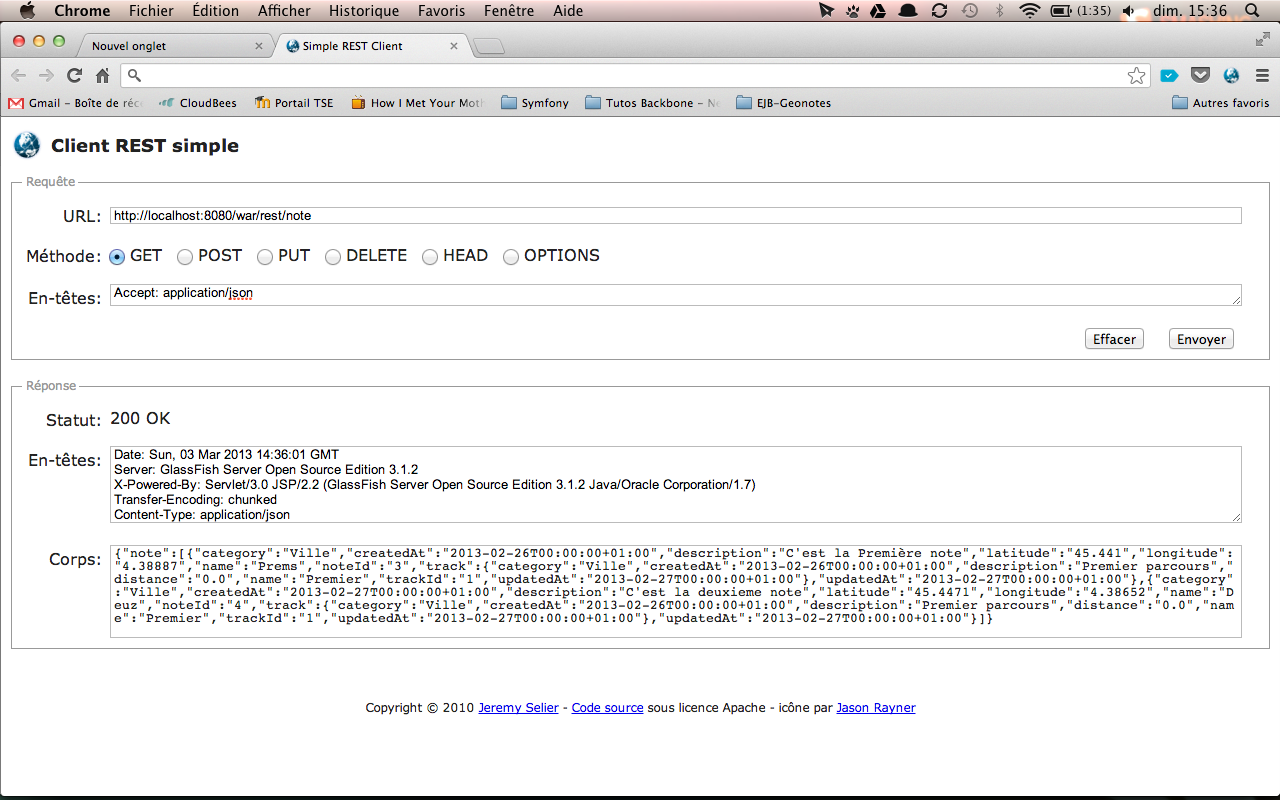 Chrome Fichier Édition Afficher Historique Favoris Fenêtre Aide (1:35) dim. 15:36
Nouvel onglet Simple REST Client
Gmail – Boîte de réc CloudBees Portail TSE How I Met Your Moth Symfony Tutos Backbone – No EJB-Geonotes Autres favoris
Client REST simple
Requête
URL: http://localhost:8080/war/rest/note
Méthode: GET POST PUT DELETE HEAD OPTIONS
En-têtes: Accept: application/json
Effacer Envoyer
Réponse
Statut: 200 OK
En-têtes: Date: Sun, 03 Mar 2013 14:36:01 GMT
Server: GlassFish Server Open Source Edition 3.1.2
X-Powered-By: Servlet/3.0 JSP/2.2 (GlassFish Server Open Source Edition 3.1.2 Java/Oracle Corporation/1.7)
Transfer-Encoding: chunked
Content-Type: application/json
Corps: {"note":[{"category":"Ville","createdAt":"2013-02-26T00:00:00+01:00","description":"C'est la Première note","latitude":"45.441","longitude":
"4.38887","name":"Prems","noteId":"3","track":{"category":"Ville","createdAt":"2013-02-26T00:00:00+01:00","description":"Premier parcours","
distance":"0.0","name":"Premier","trackId":"1","updatedAt":"2013-02-27T00:00:00+01:00"},"updatedAt":"2013-02-27T00:00:00+01:00"},{"category"
:"Ville","createdAt":"2013-02-27T00:00:00+01:00","description":"C'est la deuxieme note","latitude":"45.4471","longitude":"4.38652","name":"D
euz","noteId":"4","track":{"category":"Ville","createdAt":"2013-02-26T00:00:00+01:00","description":"Premier parcours","distance":"0.0","name
":"Premier","trackId":"1","updatedAt":"2013-02-27T00:00:00+01:00"},"updatedAt":"2013-02-27T00:00:00+01:00"}]}
Copyright © 2010 Jeremy Selier - Code source sous licence Apache - icône par Jason Rayner